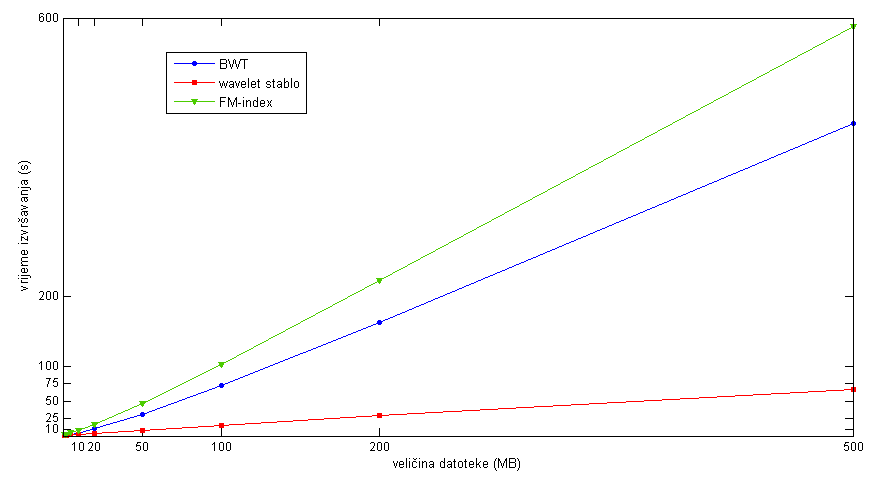 600
BWT
wavelet stablo
FM-index
vrijeme izvršavanja (s)
200
100
75
50
25
10
10 20 50 100 200 500
veličina datoteke (MB)